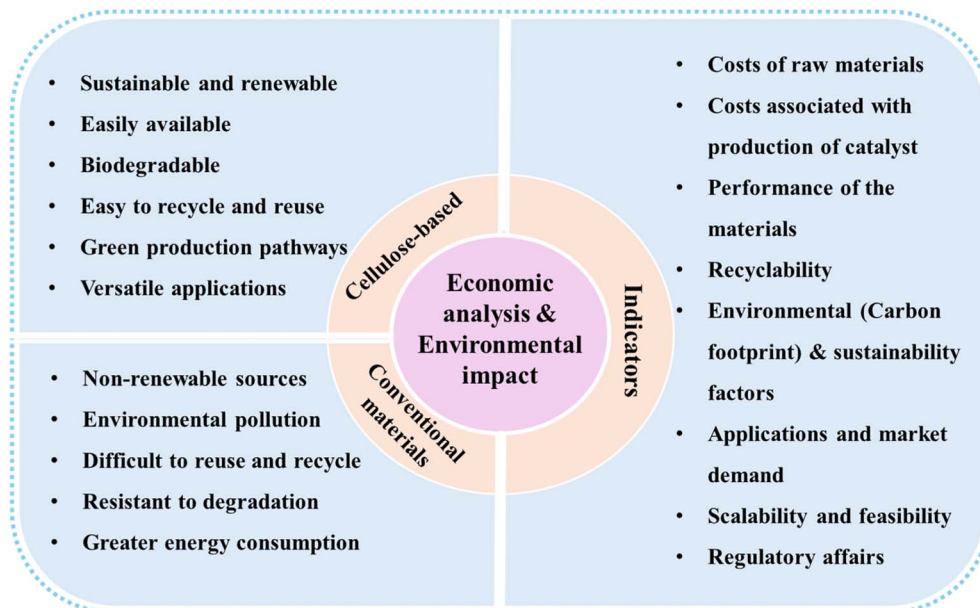 • Sustainable and renewable
• Easily available
• Biodegradable
• Easy to recycle and reuse
• Green production pathways
• Versatile applications
Cellulose-based
• Non-renewable sources
• Environmental pollution
• Difficult to reuse and recycle
• Resistant to degradation
• Greater energy consumption
Conventional
materials
Economic
analysis &
Environmental
impact
Indicators
• Costs of raw materials
• Costs associated with
production of catalyst
• Performance of the
materials
• Recyclability
• Environmental (Carbon
footprint) & sustainability
factors
• Applications and market
demand
• Scalability and feasibility
• Regulatory affairs